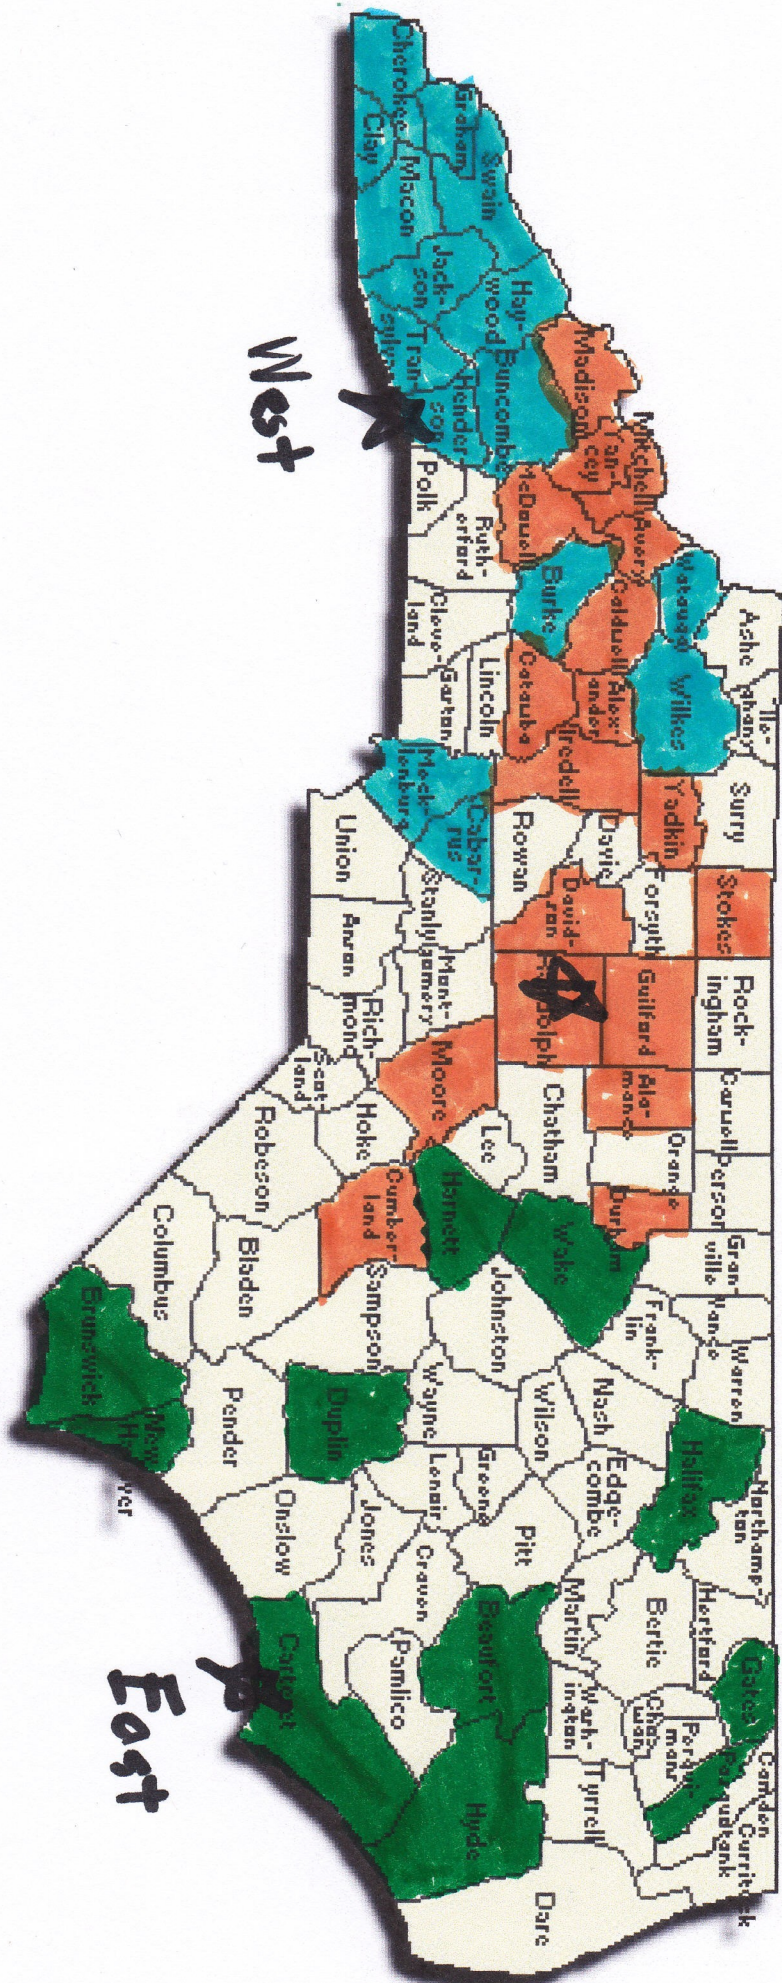 Cherokee
Graham
Clay
Swain
Macon
Jack-
son
Hay-
wood
Tran-
Hender-
son
Buncombe
Madison
Yan-
cey
Mitchell
Avery
McDowell
Polk
Ruth-
erford
Burke
Caldwell
Watauga
Ashe
Alle-
ghany
Wilkes
Cleve-
land
Gaston
Lincoln
Catawba
Alex-
ander
Iredell
Surry
Yadkin
Davie
Rowan
Cabar-
rus
Meck-
lenburg
Union
Stanly
Stokes
Forsyth
David-
son
Anson
Mont-
gomery
Rich-
mond
Rock-
ingham
Guilford
Randolph
Moore
Scot-
land
Hoke
Caswell
Ala-
mance
Chatham
Lee
Person
Orange
Durham
Harnett
Wake
Cumber-
land
Robeson
Columbus
Bladen
Brunswick
New
Sampson
Johnston
Gran-
ville
Vance
Frank-
lin
Warren
Nash
Wilson
Wayne
Duplin
Pender
Halifax
Northamp-
ton
Edge-
combe
Greene
Lenoir
Pitt
Jones
Onslow
Craven
Carteret
Pamlico
Beaufort
Martin
Bertie
Hertford
Gates
Cho-
wan
Perqui-
mans
Pasquotank
Camden
Currituck
Wash-
ington
Tyrrell
Hyde
Dare
West
East